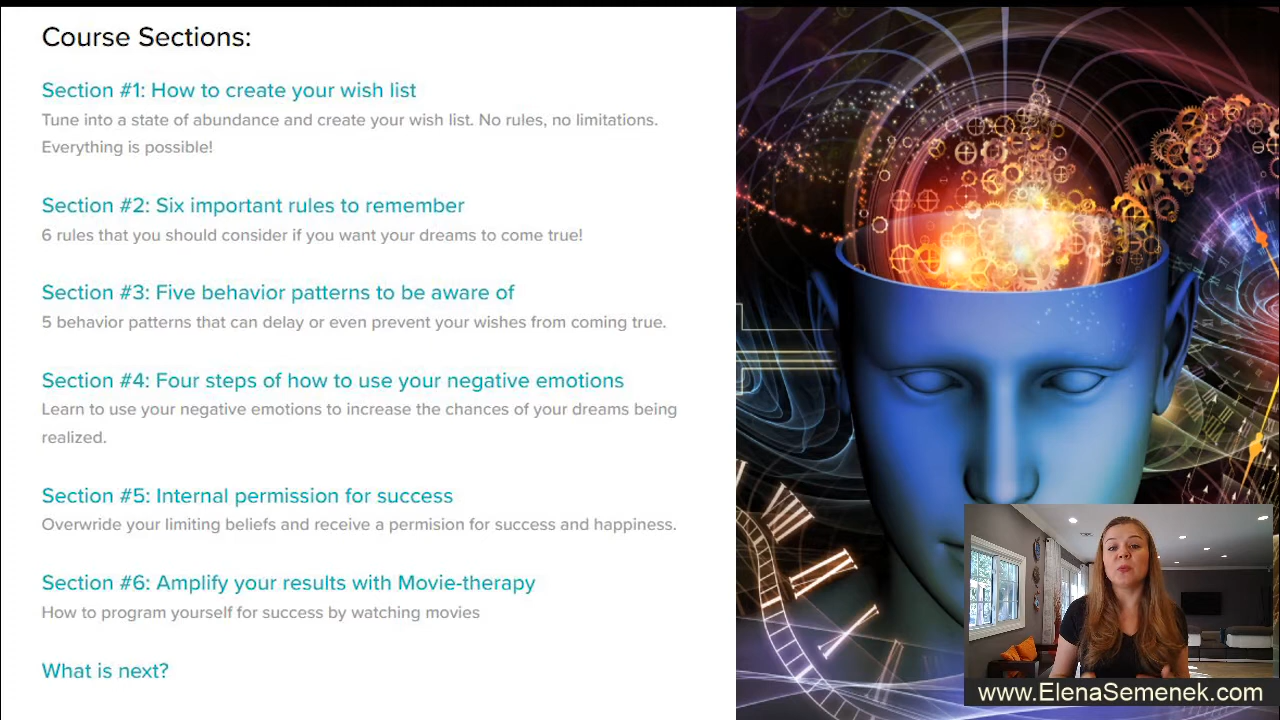 Course Sections:
Section #1: How to create your wish list
Tune into a state of abundance and create your wish list. No rules, no limitations.
Everything is possible!
Section #2: Six important rules to remember
6 rules that you should consider if you want your dreams to come true!
Section #3: Five behavior patterns to be aware of
5 behavior patterns that can delay or even prevent your wishes from coming true.
Section #4: Four steps of how to use your negative emotions
Learn to use your negative emotions to increase the chances of your dreams being
realized.
Section #5: Internal permission for success
Overwride your limiting beliefs and receive a permision for success and happiness.
Section #6: Amplify your results with Movie-therapy
How to program yourself for success by watching movies
What is next?
www.ElenaSemenek.com